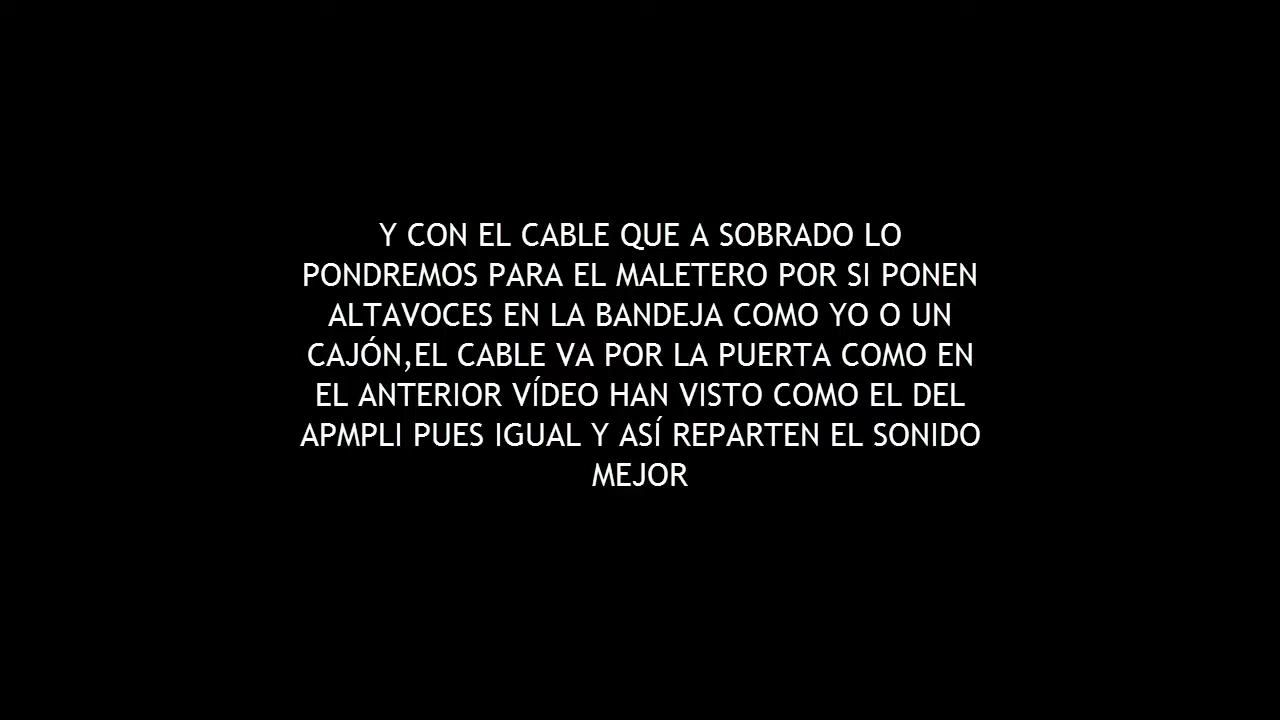 Y CON EL CABLE QUE A SOBRADO LO
PONDREMOS PARA EL MALETERO POR SI PONEN
ALTAVOCES EN LA BANDEJA COMO YO O UN
CAJÓN,EL CABLE VA POR LA PUERTA COMO EN
EL ANTERIOR VÍDEO HAN VISTO COMO EL DEL
APMPLI PUES IGUAL Y ASÍ REPARTEN EL SONIDO
MEJOR